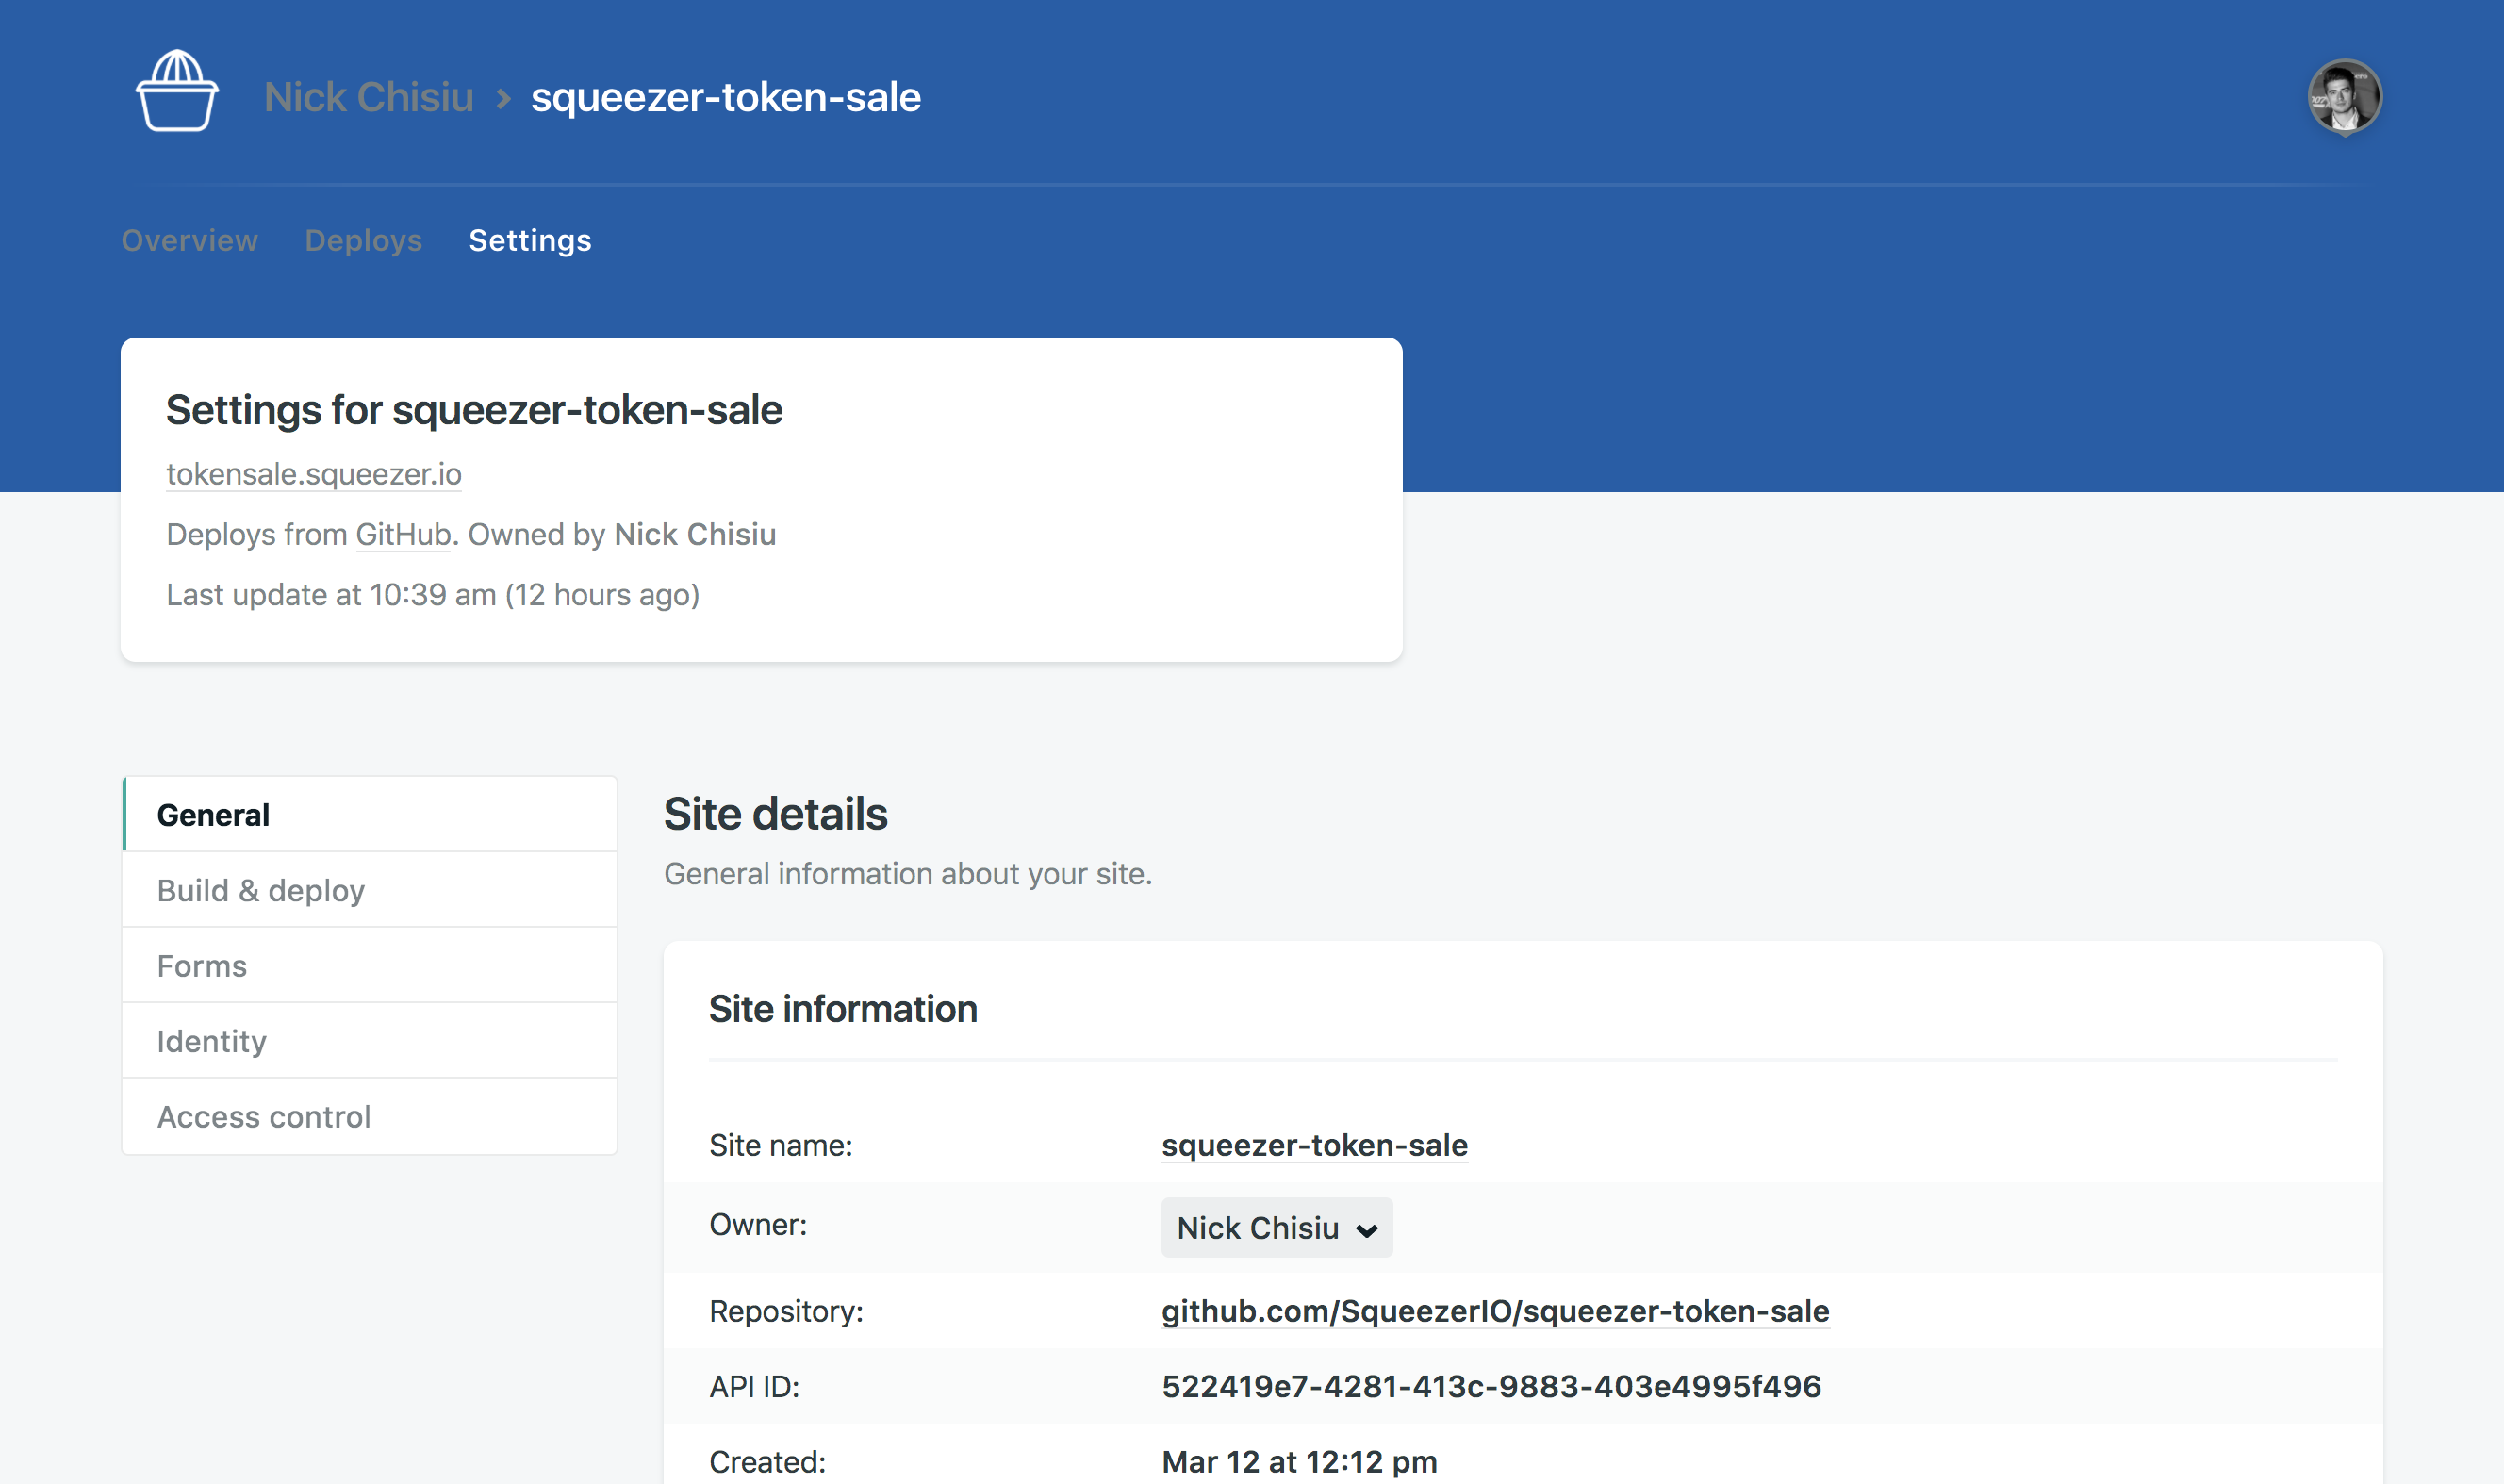 Nick Chisiu > squeezer-token-sale
Overview Deploys Settings
Settings for squeezer-token-sale
tokensale.squeezer.io
Deploys from GitHub. Owned by Nick Chisiu
Last update at 10:39 am (12 hours ago)
General
Build & deploy
Forms
Identity
Access control
Site details
General information about your site.
Site information
Site name: squeezer-token-sale
Owner: Nick Chisiu
Repository: github.com/SqueezerIO/squeezer-token-sale
API ID: 522419e7-4281-413c-9883-403e4995f496
Created: Mar 12 at 12:12 pm